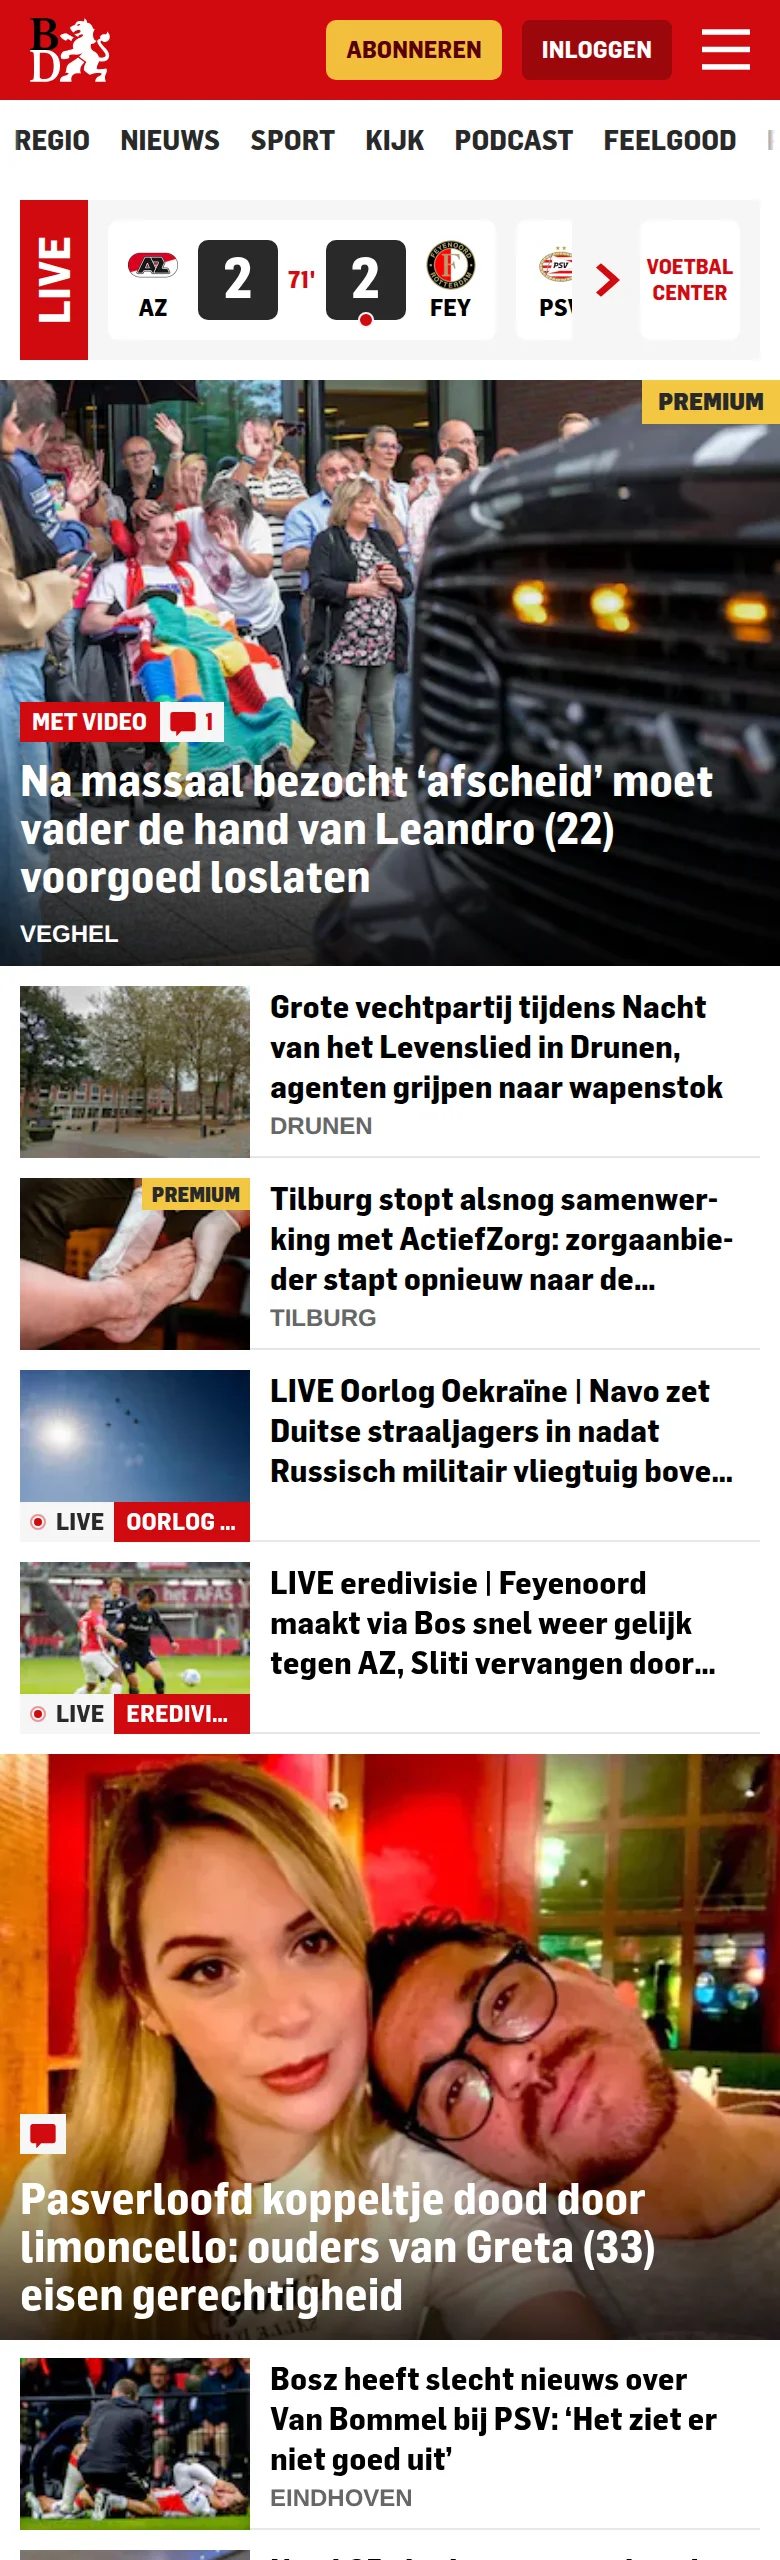 BD
ABONNEREN
INLOGGEN
REGIO NIEUWS SPORT KIJK PODCAST FEELGOOD
LIVE
AZ
2
71'
2
FEY
PSV
VOETBAL
CENTER
PREMIUM
MET VIDEO
1
Na massaal bezocht ‘afscheid’ moet
vader de hand van Leandro (22)
voorgoed loslaten
VEGHEL
Grote vechtpartij tijdens Nacht
van het Levenslied in Drunen,
agenten grijpen naar wapenstok
DRUNEN
PREMIUM
Tilburg stopt alsnog samenwer-
king met ActiefZorg: zorgaanbie-
der stapt opnieuw naar de...
TILBURG
LIVE
OORLOG ...
LIVE Oorlog Oekraïne | Navo zet
Duitse straaljagers in nadat
Russisch militair vliegtuig bove...
LIVE
EREDIVI...
LIVE eredivisie | Feyenoord
maakt via Bos snel weer gelijk
tegen AZ, Sliti vervangen door...
Pasverloofd koppeltje dood door
limoncello: ouders van Greta (33)
eisen gerechtigheid
Bosz heeft slecht nieuws over
Van Bommel bij PSV: ‘Het ziet er
niet goed uit’
EINDHOVEN